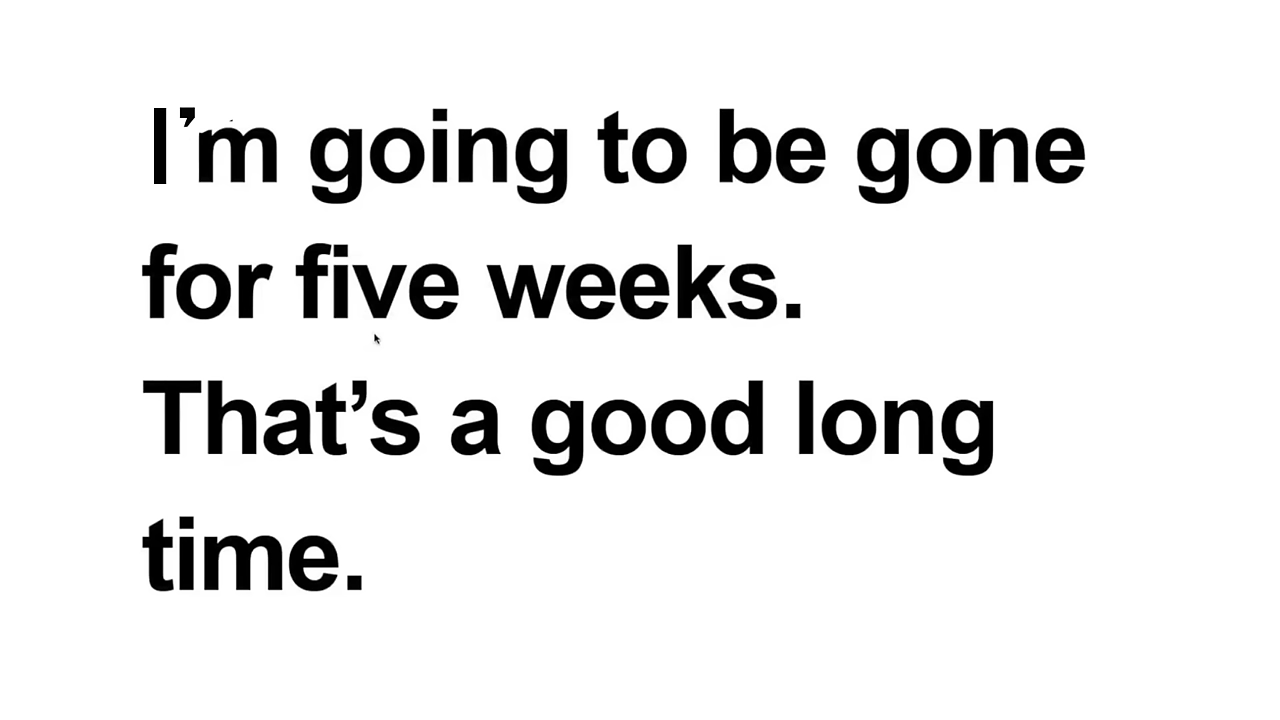 I’m going to be gone
for five weeks.
That’s a good long
time.